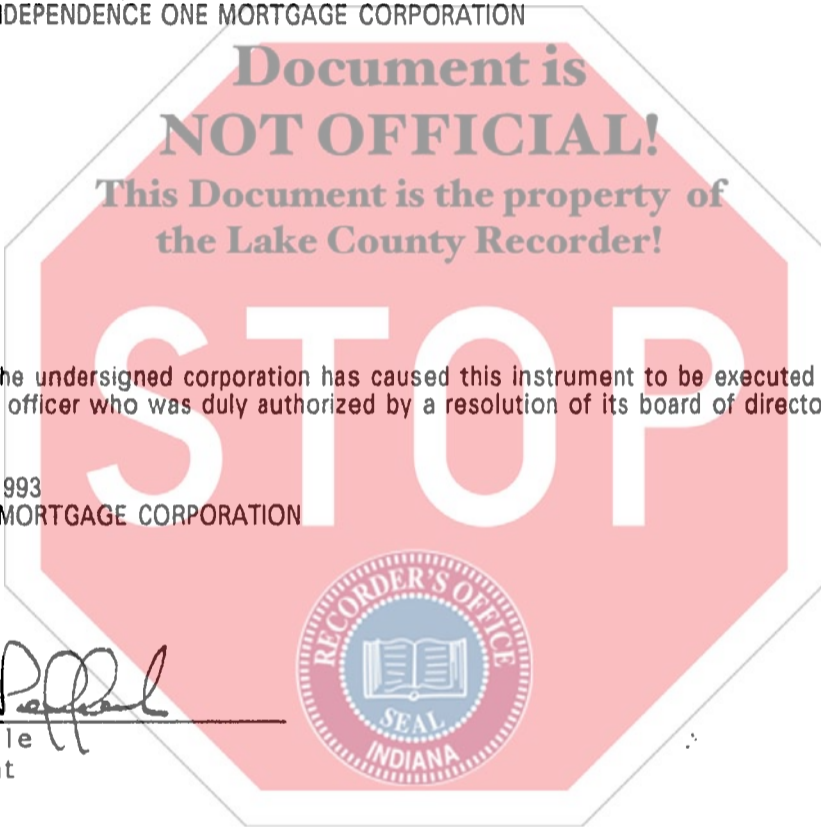 DEPENDENCE ONE MORTGAGE CORPORATION
Document is
NOT OFFICIAL!
This Document is the property of
the Lake County Recorder!
STOP
he undersigned corporation has caused this instrument to be executed
officer who was duly authorized by a resolution of its board of directo
993
MORTGAGE CORPORATION
RECORDER'S OFFICE
SEAL
INDIANA
le
t